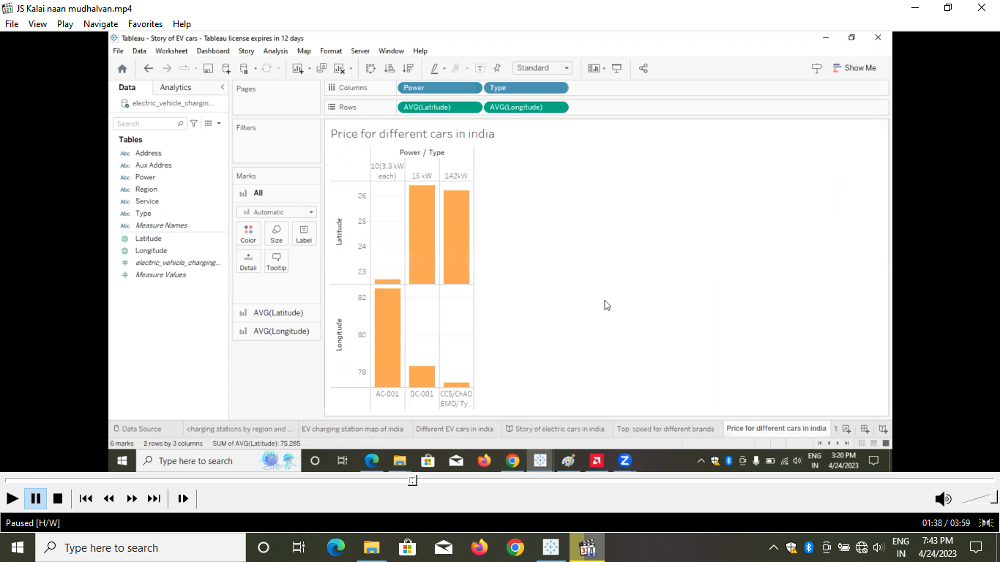 JS Kalai naan mudhalvan.mp4
File View Play Navigate Favorites Help
Tableau - Story of EV cars - Tableau license expires in 12 days
File Data Worksheet Dashboard Story Analysis Map Format Server Window Help
Standard
Show Me
Data Analytics
electric_vehicle_chargin...
Search
Tables
Abc Address
Abc Aux Addres
Abc Power
Abc Region
Abc Service
Abc Type
Abc Measure Names
Latitude
Longitude
electric_vehicle_charging...
Measure Values
Pages
Filters
Marks
All
Automatic
Color Size Label
Detail Tooltip
AVG(Latitude)
AVG(Longitude)
Columns Power Type
Rows AVG(Latitude) AVG(Longitude)
Price for different cars in india
Power / Type
10(3.3 kW each) 15 kW 142kW
Latitude
26
25
24
23
Longitude
82
80
78
AC-001 DC-001 CCS/ChAD
EMO/Ty..
Data Source charging stations by region and ... EV charging station map of india Different EV cars in india Story of electric cars in india Top speed for different brands Price for different cars in india
6 marks 2 rows by 3 columns SUM of AVG(Latitude): 75.285
Type here to search
ENG
IN
3:20 PM
4/24/2023
Paused [H/W]
01:38 / 03:59
Type here to search
ENG
IN
7:43 PM
4/24/2023